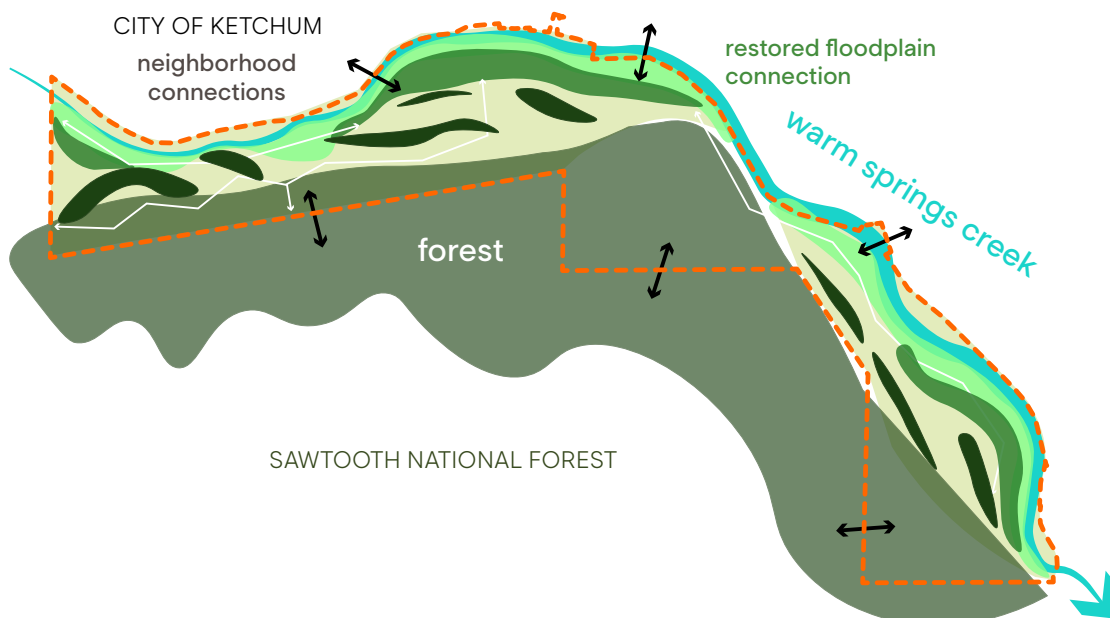 CITY OF KETCHUM
neighborhood
connections
restored floodplain
connection
warm springs creek
forest
SAWTOOTH NATIONAL FOREST